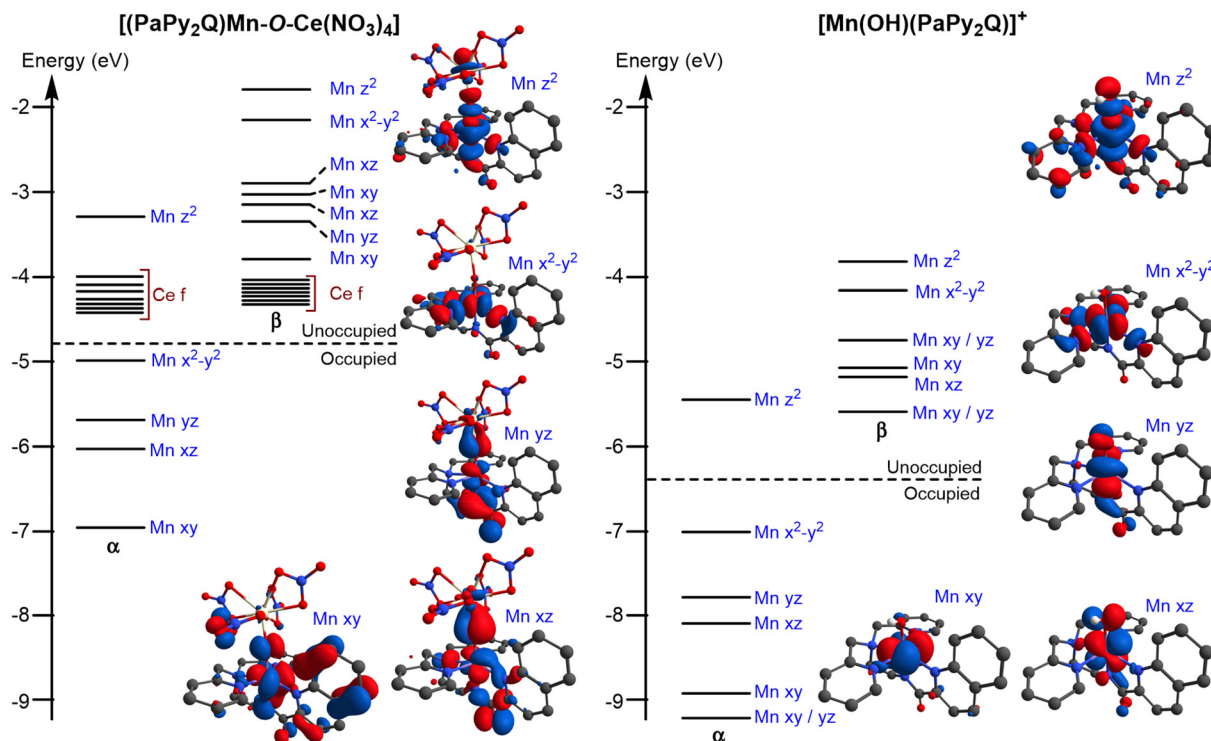 [(PaPy₂Q)Mn-O-Ce(NO₃)₄]
Energy (eV)
-2
-3
-4
-5
-6
-7
-8
-9
Mn z²
Ce f
Mn x²-y²
Mn yz
Mn xz
Mn xy
α
Mn z²
Mn x²-y²
Mn xz
Mn xy
Mn xz
Mn yz
Mn xy
Ce f
β
Unoccupied
Occupied
Mn z²
Mn x²-y²
Mn yz
Mn xy
Mn xz
[Mn(OH)(PaPy₂Q)]⁺
Energy (eV)
-2
-3
-4
-5
-6
-7
-8
-9
Mn z²
Mn x²-y²
Mn yz
Mn xz
Mn xy
Mn xy / yz
α
Mn z²
Mn x²-y²
Mn xy / yz
Mn xy
Mn xz
Mn xy / yz
β
Unoccupied
Occupied
Mn z²
Mn x²-y²
Mn yz
Mn xy
Mn xz